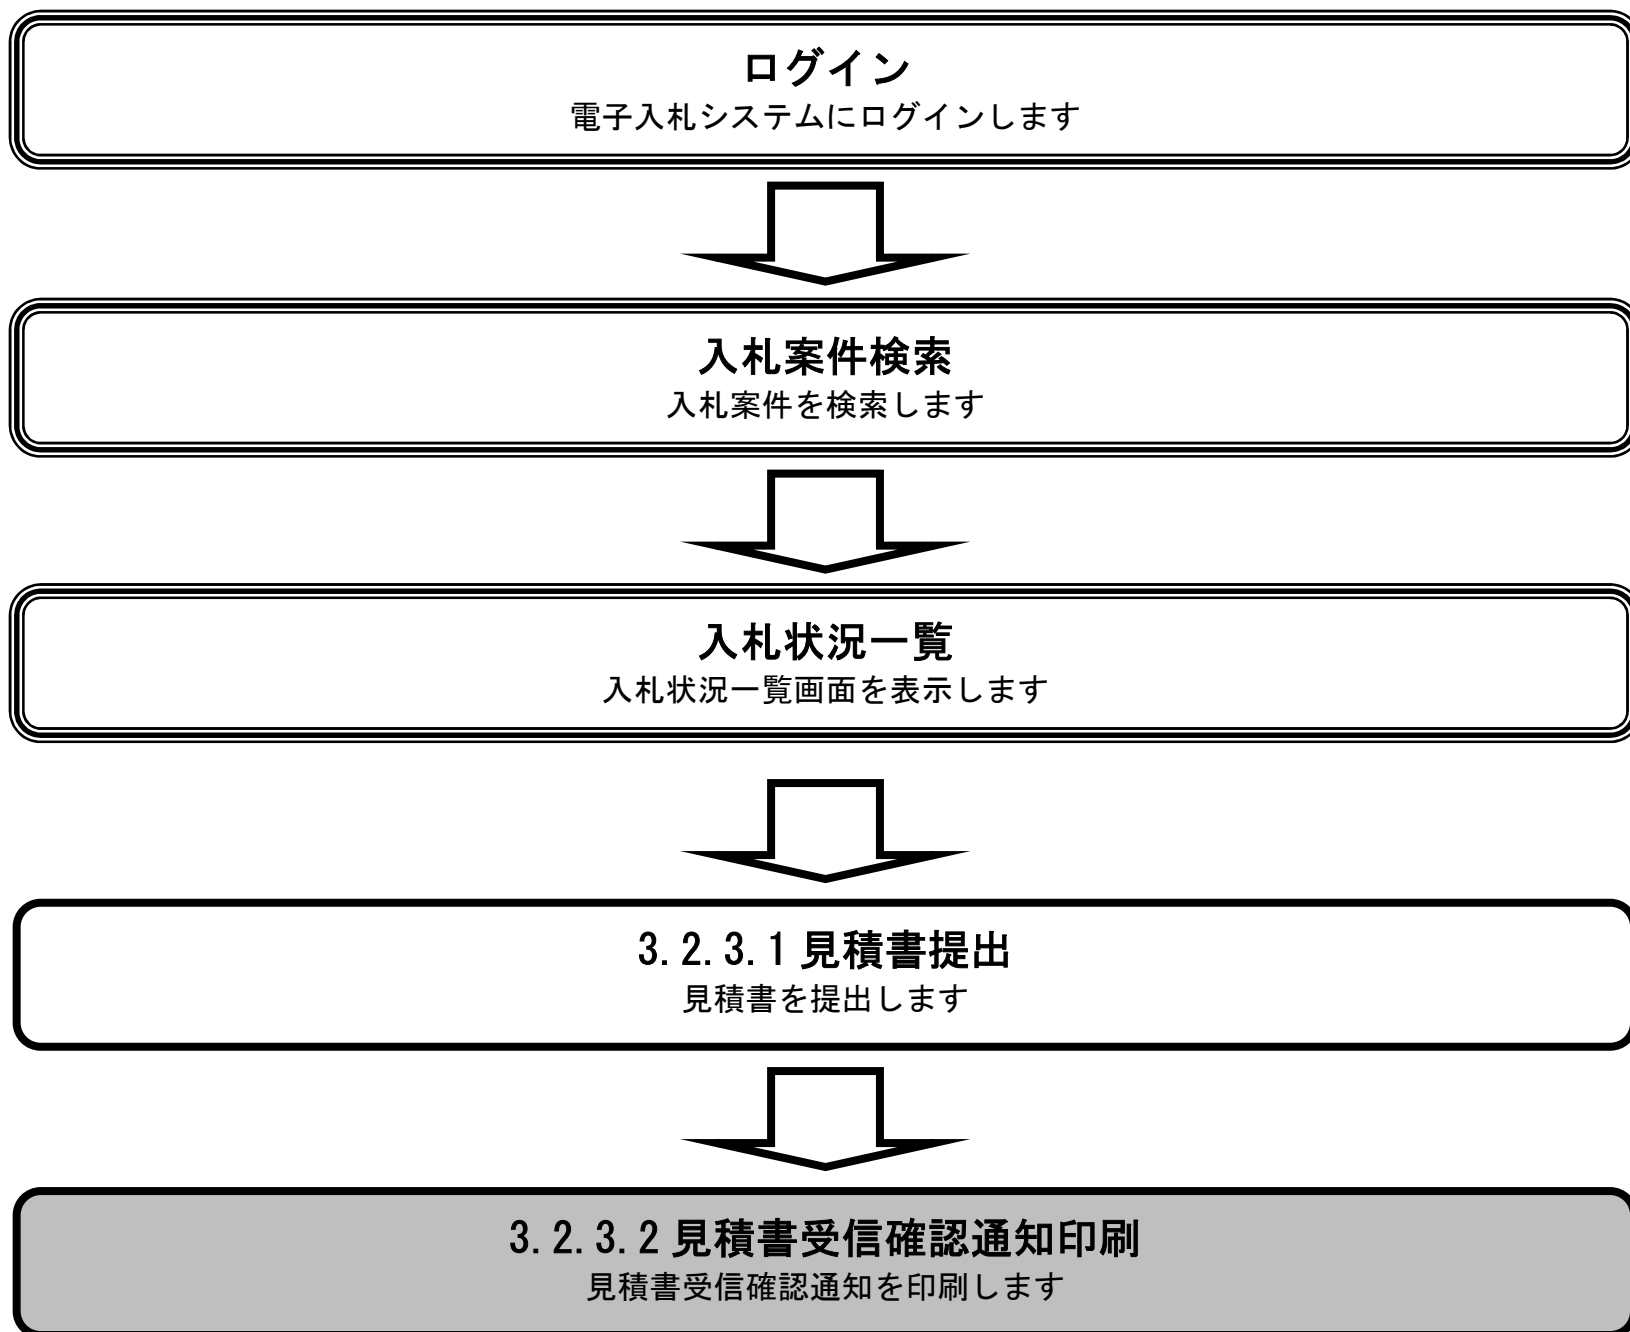 ログイン
電子入札システムにログインします
入札案件検索
入札案件を検索します
入札状況一覧
入札状況一覧画面を表示します
3.2.3.1 見積書提出
見積書を提出します
3.2.3.2 見積書受信確認通知印刷
見積書受信確認通知を印刷します